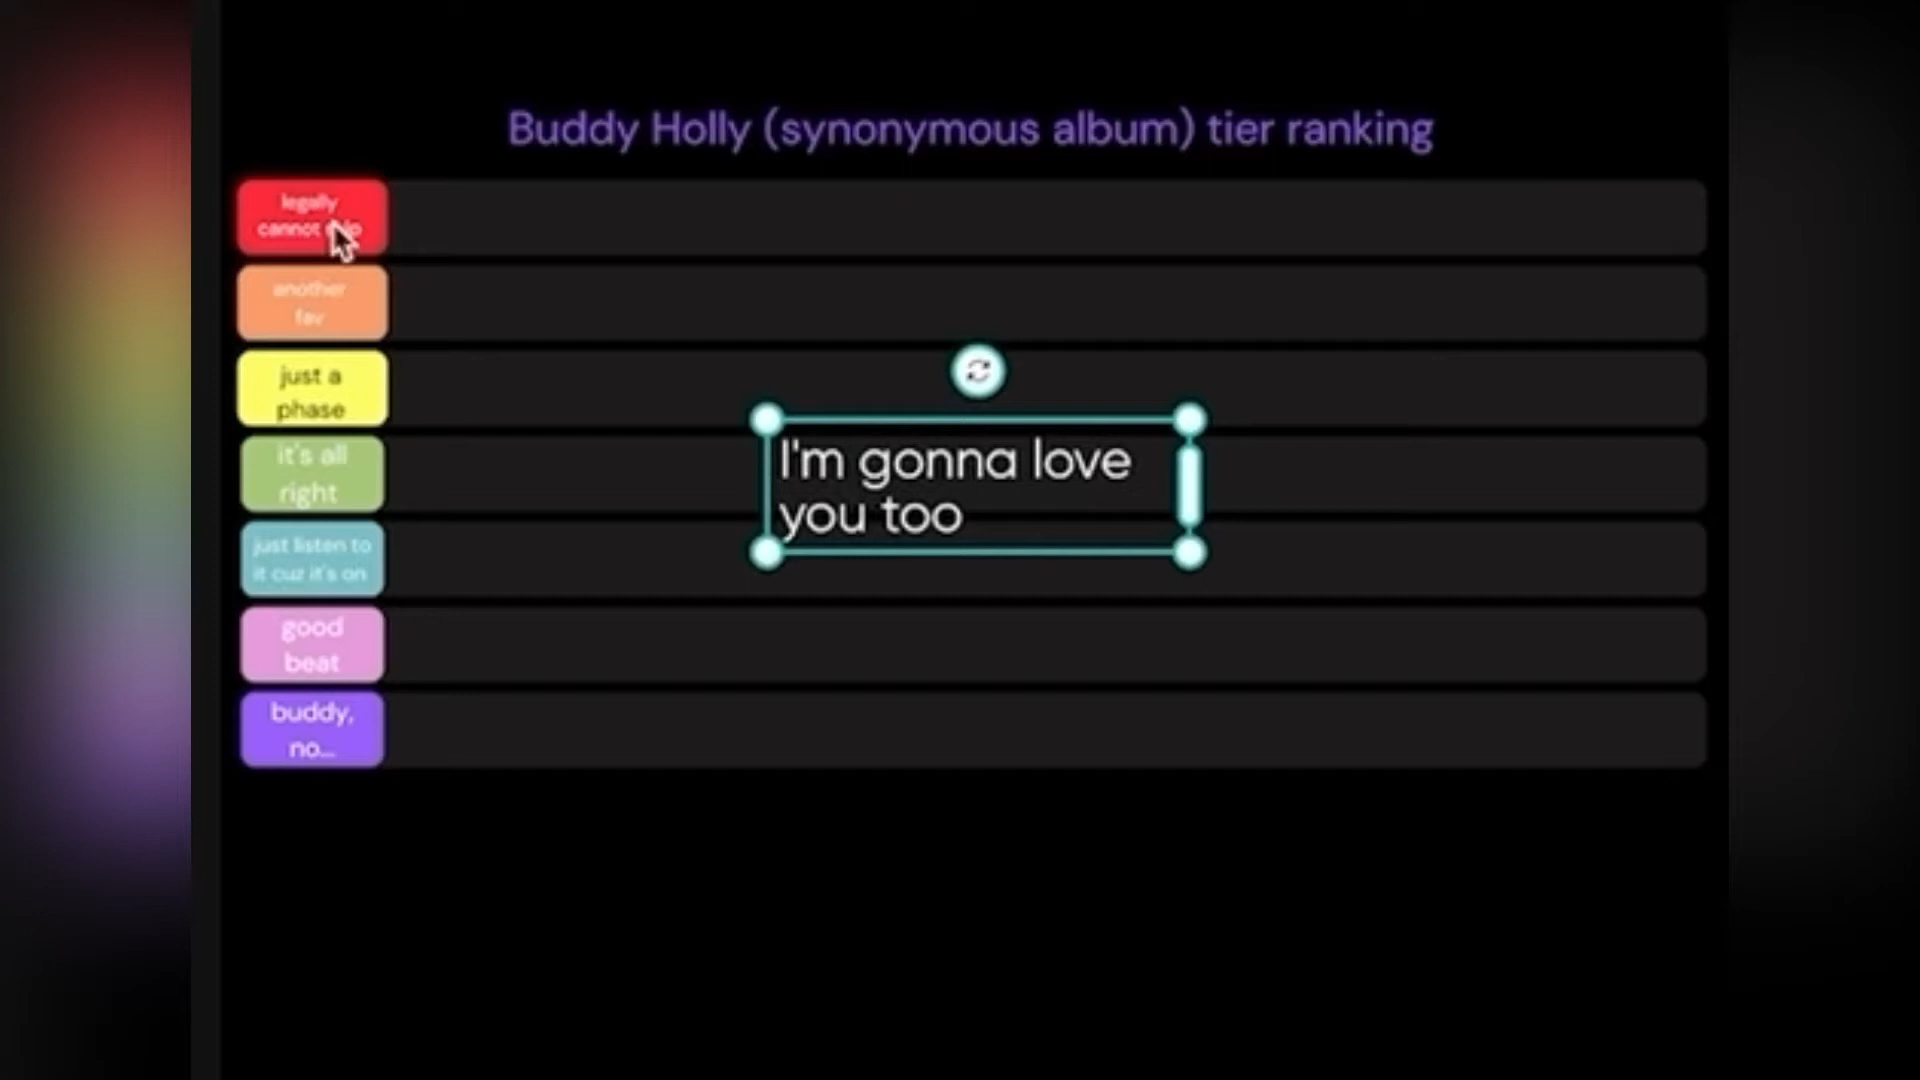 Buddy Holly (synonymous album) tier ranking
legally
cannot
another
fav
just a
phase
it's all
right
just listen to
it cuz it's on
good
beat
buddy,
no...
I'm gonna love
you too